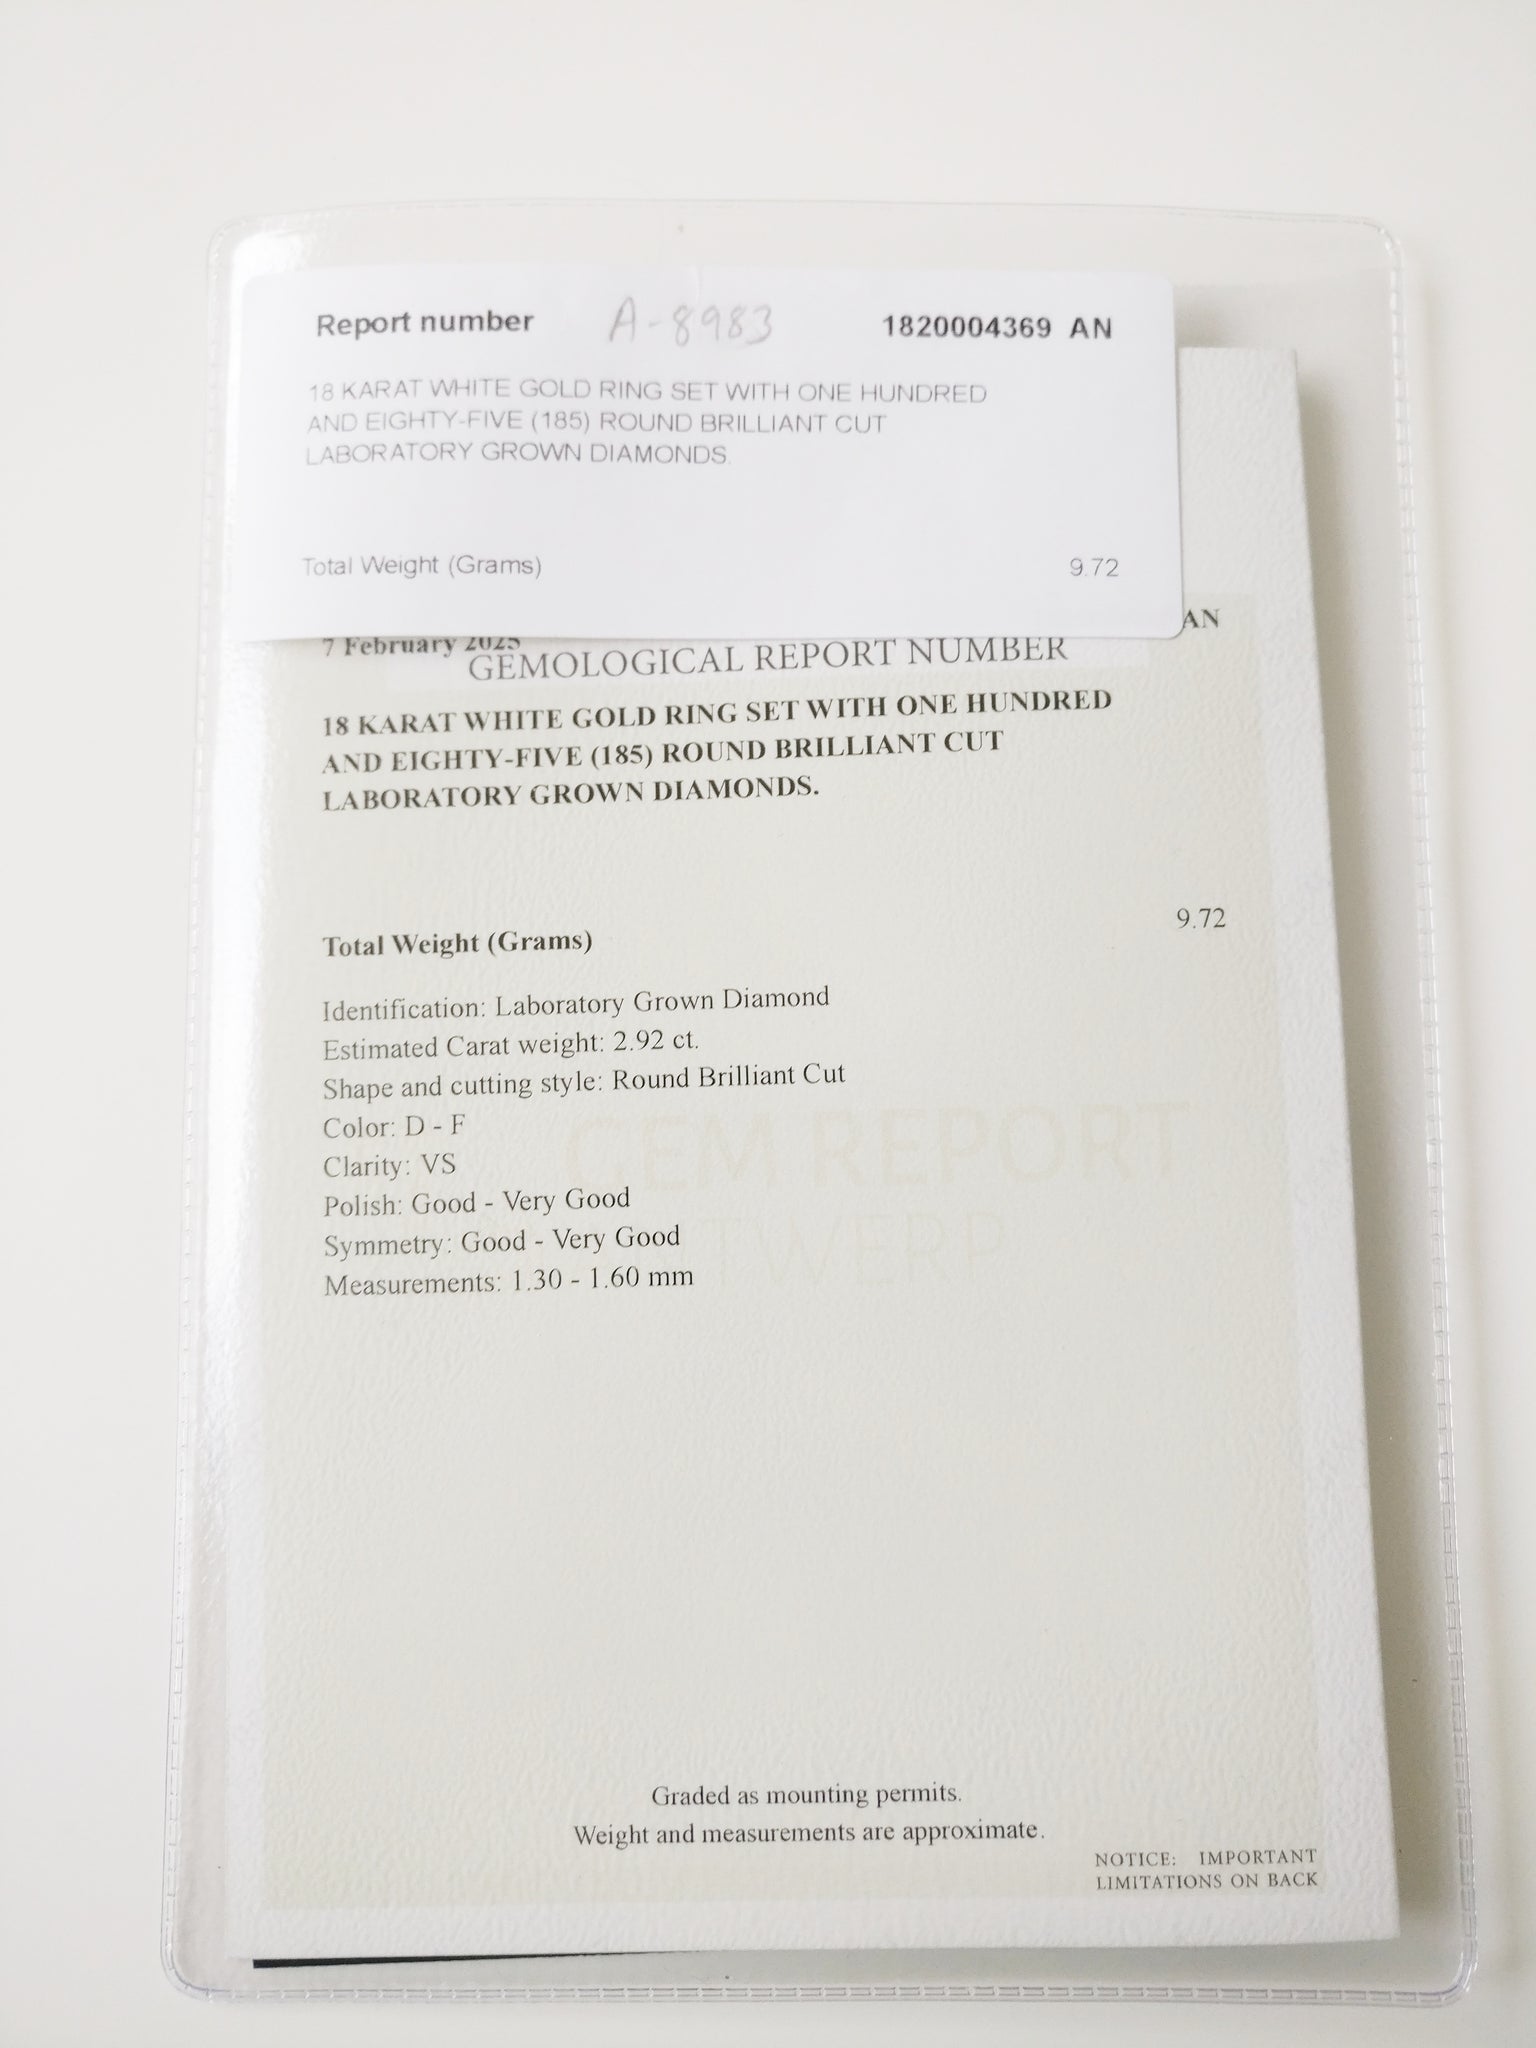 Report number A-8983 1820004369 AN
18 KARAT WHITE GOLD RING SET WITH ONE HUNDRED
AND EIGHTY-FIVE (185) ROUND BRILLIANT CUT
LABORATORY GROWN DIAMONDS.
Total Weight (Grams) 9.72
7 February 2025 AN
GEMOLOGICAL REPORT NUMBER
18 KARAT WHITE GOLD RING SET WITH ONE HUNDRED
AND EIGHTY-FIVE (185) ROUND BRILLIANT CUT
LABORATORY GROWN DIAMONDS.
Total Weight (Grams) 9.72
Identification: Laboratory Grown Diamond
Estimated Carat weight: 2.92 ct.
Shape and cutting style: Round Brilliant Cut
Color: D - F
Clarity: VS
Polish: Good - Very Good
Symmetry: Good - Very Good
Measurements: 1.30 - 1.60 mm
REPORT
Graded as mounting permits.
Weight and measurements are approximate.
NOTICE: IMPORTANT
LIMITATIONS ON BACK